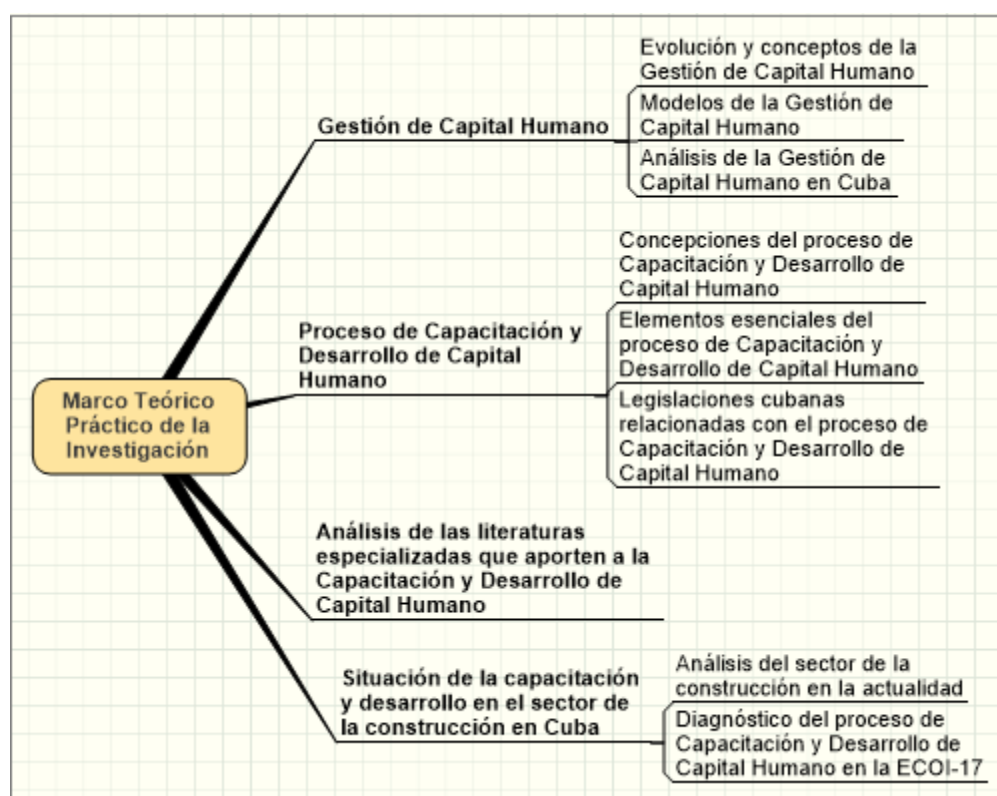 Marco Teórico
Práctico de la
Investigación
Gestión de Capital Humano
Evolución y conceptos de la
Gestión de Capital Humano
Modelos de la Gestión de
Capital Humano
Análisis de la Gestión de
Capital Humano en Cuba
Proceso de Capacitación y
Desarrollo de Capital
Humano
Concepciones del proceso de
Capacitación y Desarrollo de
Capital Humano
Elementos esenciales del
proceso de Capacitación y
Desarrollo de Capital Humano
Legislaciones cubanas
relacionadas con el proceso de
Capacitación y Desarrollo de
Capital Humano
Análisis de las literaturas
especializadas que aporten a la
Capacitación y Desarrollo de
Capital Humano
Situación de la capacitación
y desarrollo en el sector de
la construcción en Cuba
Análisis del sector de la
construcción en la actualidad
Diagnóstico del proceso de
Capacitación y Desarrollo de
Capital Humano en la ECOI-17